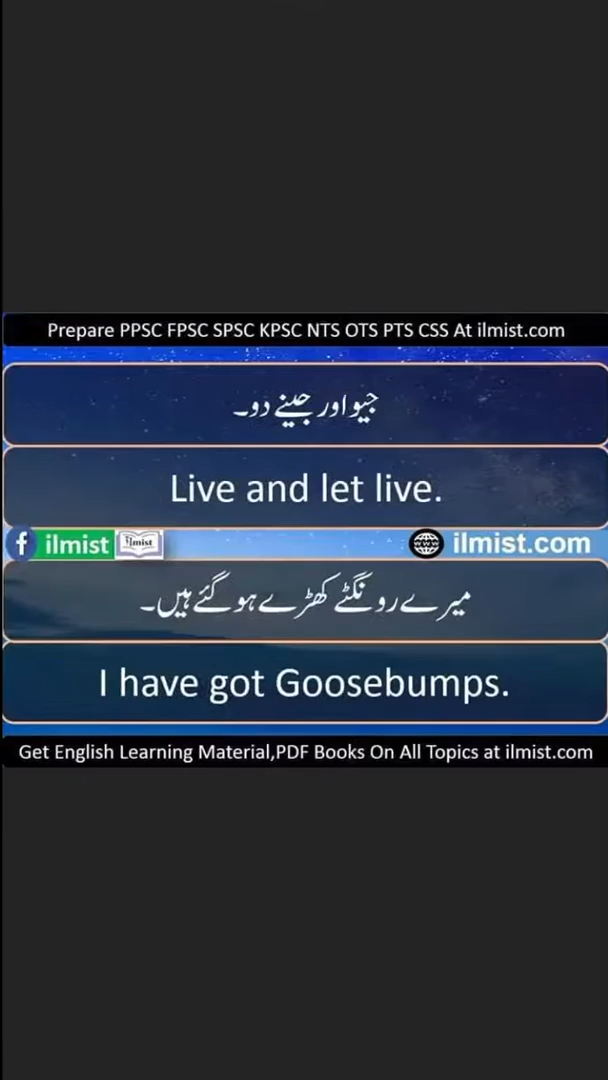 Prepare PPSC FPSC SPSC KPSC NTS OTS PTS CSS At ilmist.com
جیو اور جینے دو۔
Live and let live.
f ilmist ilmist www ilmist.com
میرے رونگٹے کھڑے ہو گئے ہیں۔
I have got Goosebumps.
Get English Learning Material,PDF Books On All Topics at ilmist.com